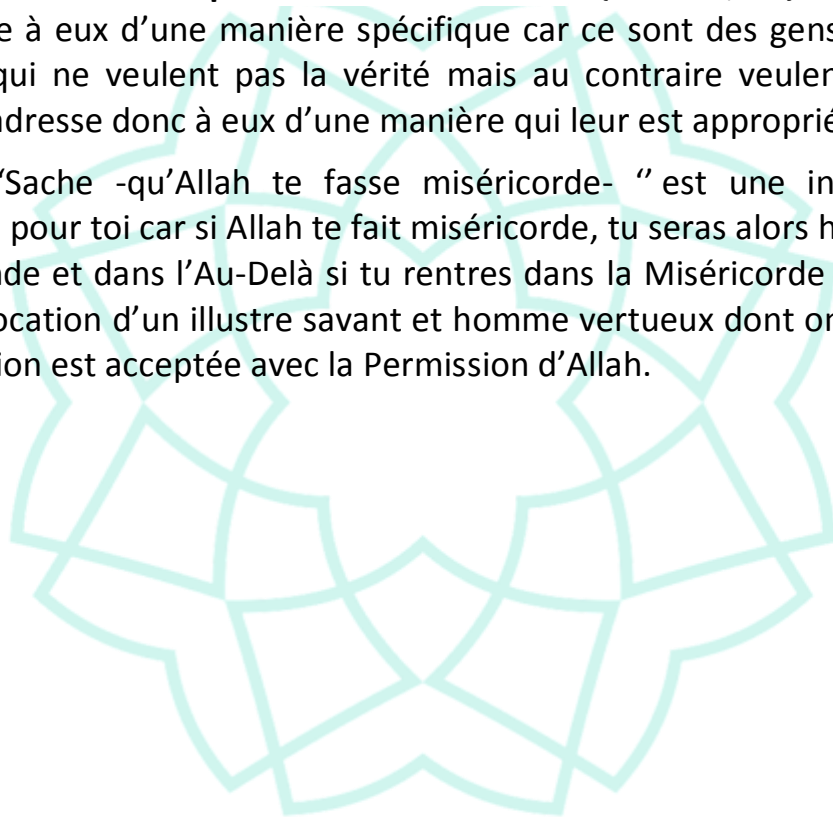 e à eux d’une manière spécifique car ce sont des gens
qui ne veulent pas la vérité mais au contraire veulen
adresse donc à eux d’une manière qui leur est approprié
‘‘Sache -qu’Allah te fasse miséricorde- ‘’ est une in
pour toi car si Allah te fait miséricorde, tu seras alors h
de et dans l’Au-Delà si tu rentres dans la Miséricorde
ocation d’un illustre savant et homme vertueux dont on
ion est acceptée avec la Permission d’Allah.